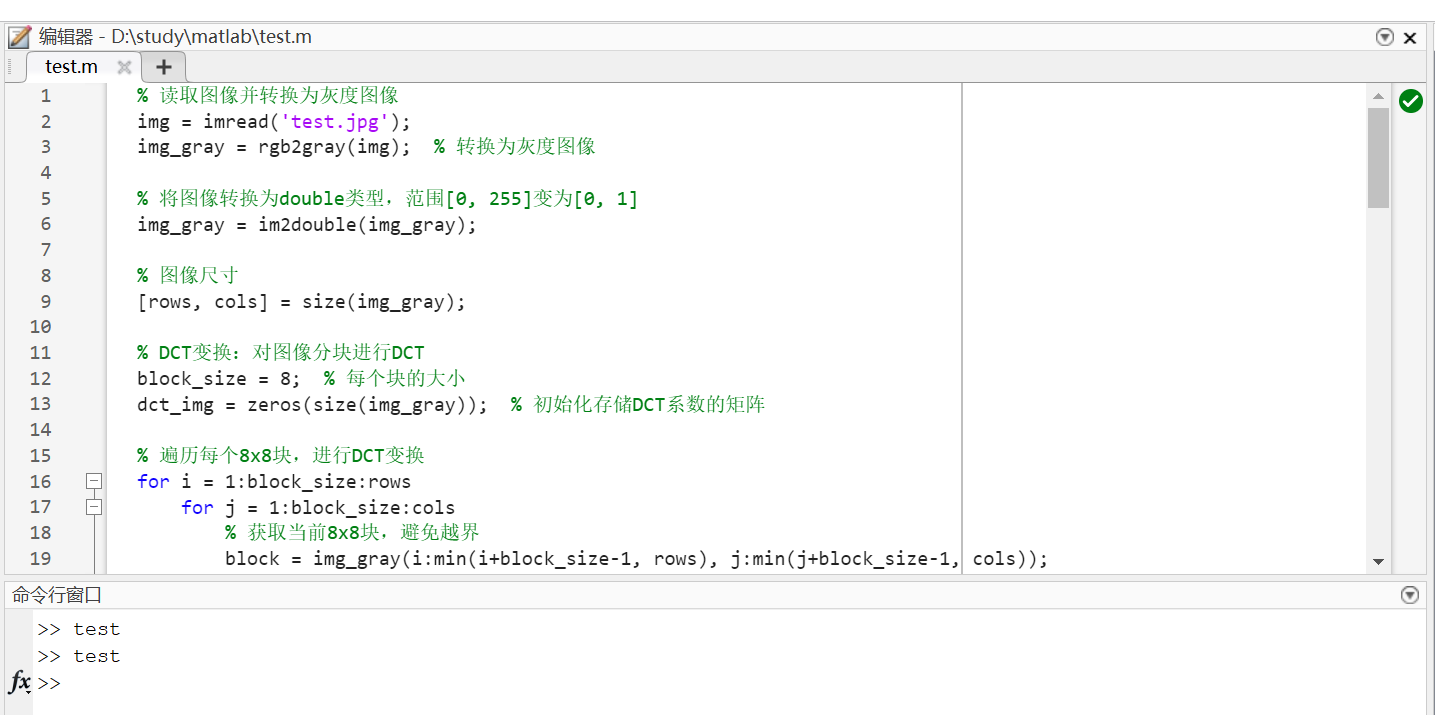 编辑器 - D:\study\matlab\test.m
test.m
1 % 读取图像并转换为灰度图像
2 img = imread('test.jpg');
3 img_gray = rgb2gray(img);  % 转换为灰度图像
4
5 % 将图像转换为double类型，范围[0, 255]变为[0, 1]
6 img_gray = im2double(img_gray);
7
8 % 图像尺寸
9 [rows, cols] = size(img_gray);
10
11 % DCT变换：对图像分块进行DCT
12 block_size = 8;  % 每个块的大小
13 dct_img = zeros(size(img_gray));  % 初始化存储DCT系数的矩阵
14
15 % 遍历每个8x8块，进行DCT变换
16 for i = 1:block_size:rows
17     for j = 1:block_size:cols
18         % 获取当前8x8块，避免越界
19         block = img_gray(i:min(i+block_size-1, rows), j:min(j+block_size-1, cols));
命令行窗口
>> test
>> test
fx >>